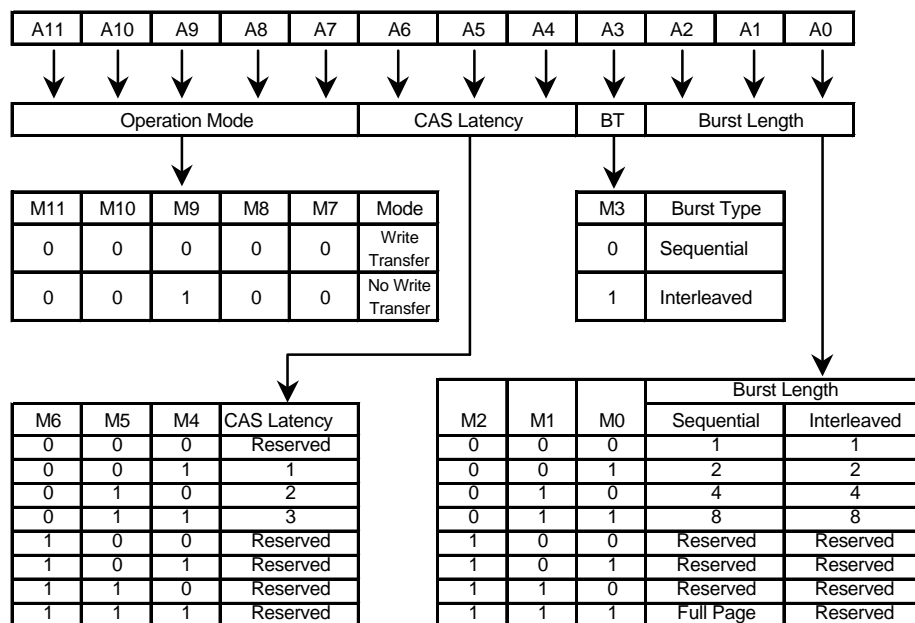 A11 A10 A9 A8 A7 A6 A5 A4 A3 A2 A1 A0
Operation Mode CAS Latency BT Burst Length
M11 M10 M9 M8 M7 Mode
0 0 0 0 0 Write Transfer
0 0 1 0 0 No Write Transfer
M3 Burst Type
0 Sequential
1 Interleaved
M6 M5 M4 CAS Latency
0 0 0 Reserved
0 0 1 1
0 1 0 2
0 1 1 3
1 0 0 Reserved
1 0 1 Reserved
1 1 0 Reserved
1 1 1 Reserved
Burst Length
M2 M1 M0 Sequential Interleaved
0 0 0 1 1
0 0 1 2 2
0 1 0 4 4
0 1 1 8 8
1 0 0 Reserved Reserved
1 0 1 Reserved Reserved
1 1 0 Reserved Reserved
1 1 1 Full Page Reserved